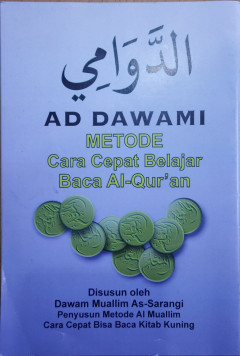 الدَّوَامِي
AD DAWAMI
METODE
Cara Cepat Belajar
Baca Al-Qur'an
Disusun oleh
Dawam Muallim As-Sarangi
Penyusun Metode Al Muallim
Cara Cepat Bisa Baca Kitab Kuning